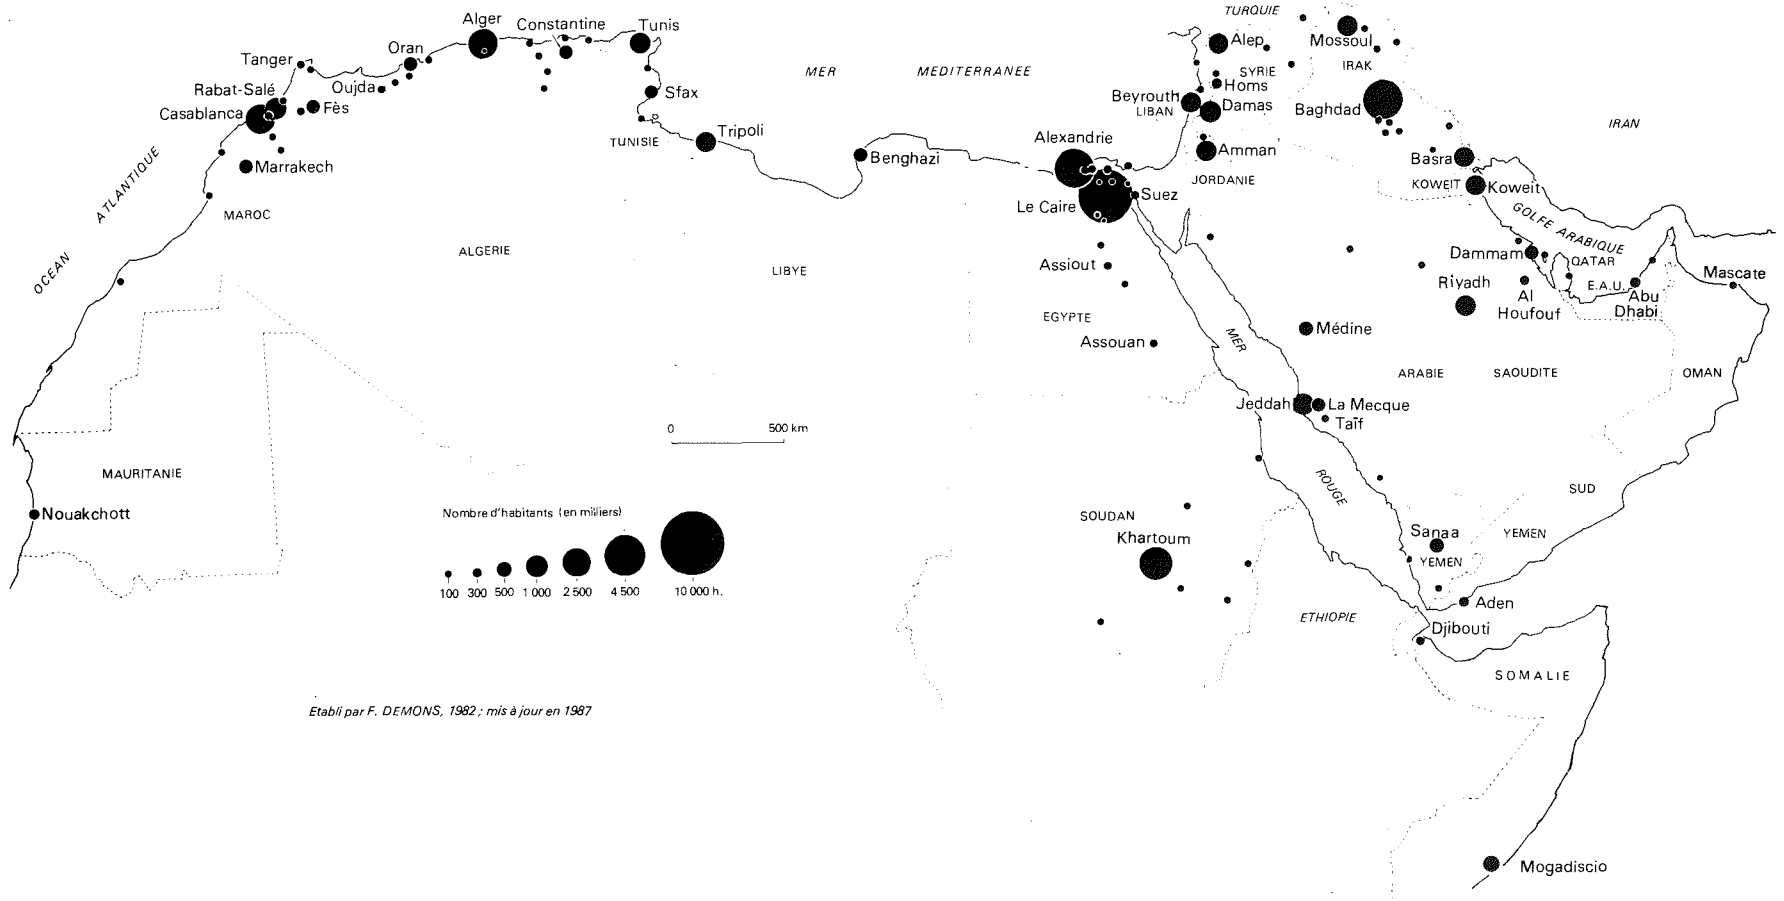 TURQUIE
Alger
Constantine
Tunis
Tanger
Oran
MER MEDITERRANEE
Alep
Mossoul
Rabat-Salé
Oujda
SYRIE
IRAK
Casablanca
Fès
Sfax
Homs
Beyrouth
LIBAN
Damas
Baghdad
IRAN
Tripoli
TUNISIE
Alexandrie
Benghazi
Amman
Basra
Marrakech
JORDANIE
KOWEIT
Koweit
OCEAN ATLANTIQUE
MAROC
Le Caire
Suez
GOLFE ARABIQUE
ALGERIE
LIBYE
Assiout
Dammam
QATAR
Mascate
Riyadh
E.A.U.
Al
Houfouf
Abu
Dhabi
EGYPTE
Médine
Assouan
MER ROUGE
ARABIE SAOUDITE
OMAN
Jeddah
La Mecque
Taïf
0 500 km
MAURITANIE
SUD
YEMEN
Nouakchott
Nombre d'habitants (en milliers)
100 300 500 1 000 2 500 4 500 10 000 h.
SOUDAN
Khartoum
Sanaa
YEMEN
Aden
ETHIOPIE
Djibouti
SOMALIE
Etabli par F. DEMONS, 1982 ; mis à jour en 1987
Mogadiscio